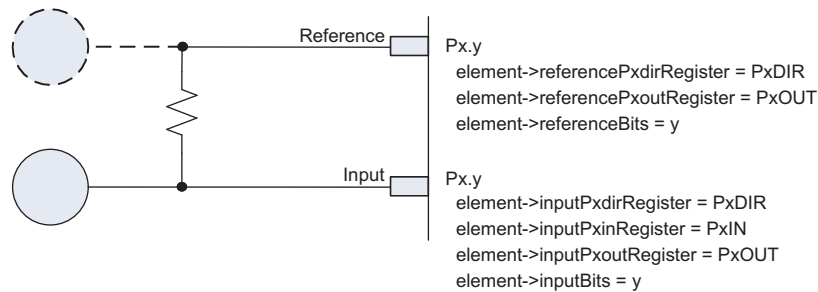 Reference
Px.y
element->referencePxdirRegister = PxDIR
element->referencePxoutRegister = PxOUT
element->referenceBits = y
Input
Px.y
element->inputPxdirRegister = PxDIR
element->inputPxinRegister = PxIN
element->inputPxoutRegister = PxOUT
element->inputBits = y